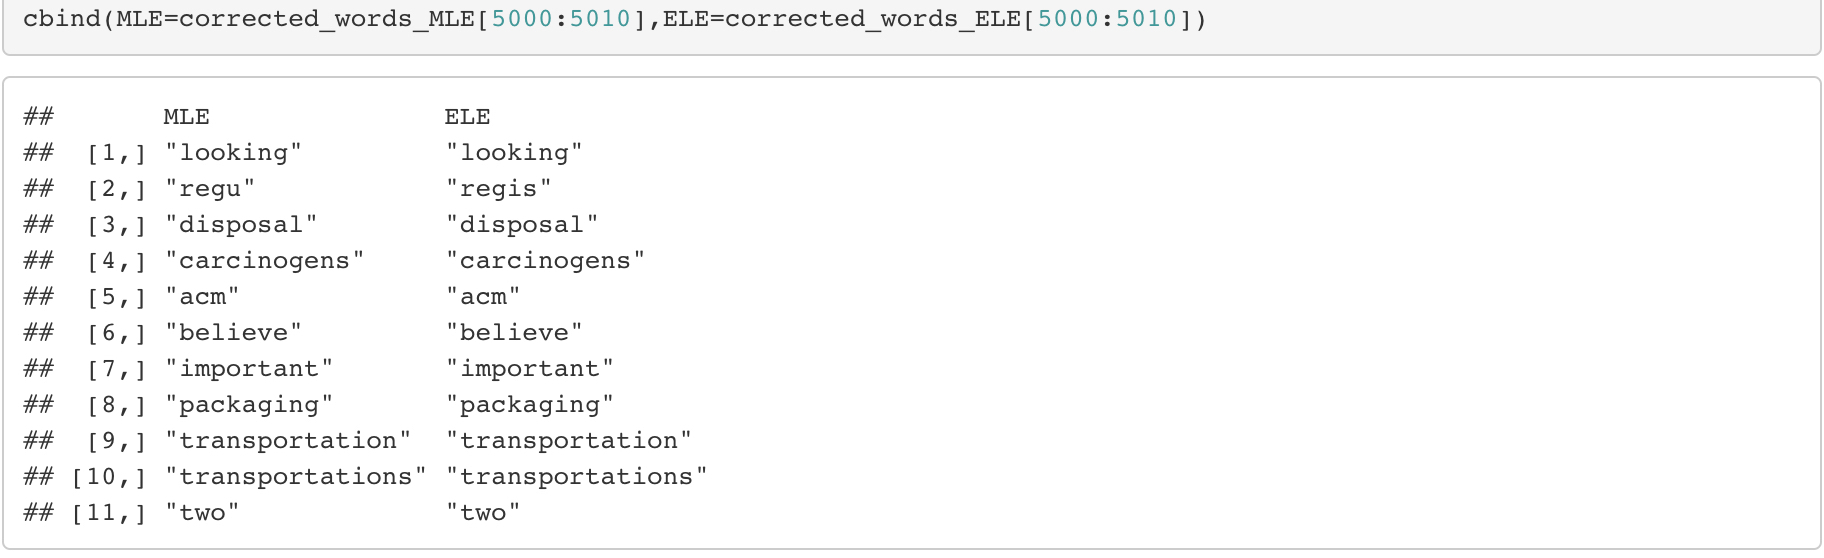 cbind(MLE=corrected_words_MLE[5000:5010],ELE=corrected_words_ELE[5000:5010])
##       MLE               ELE
##  [1,] "looking"         "looking"
##  [2,] "regu"            "regis"
##  [3,] "disposal"        "disposal"
##  [4,] "carcinogens"     "carcinogens"
##  [5,] "acm"             "acm"
##  [6,] "believe"         "believe"
##  [7,] "important"       "important"
##  [8,] "packaging"       "packaging"
##  [9,] "transportation"  "transportation"
## [10,] "transportations" "transportations"
## [11,] "two"             "two"